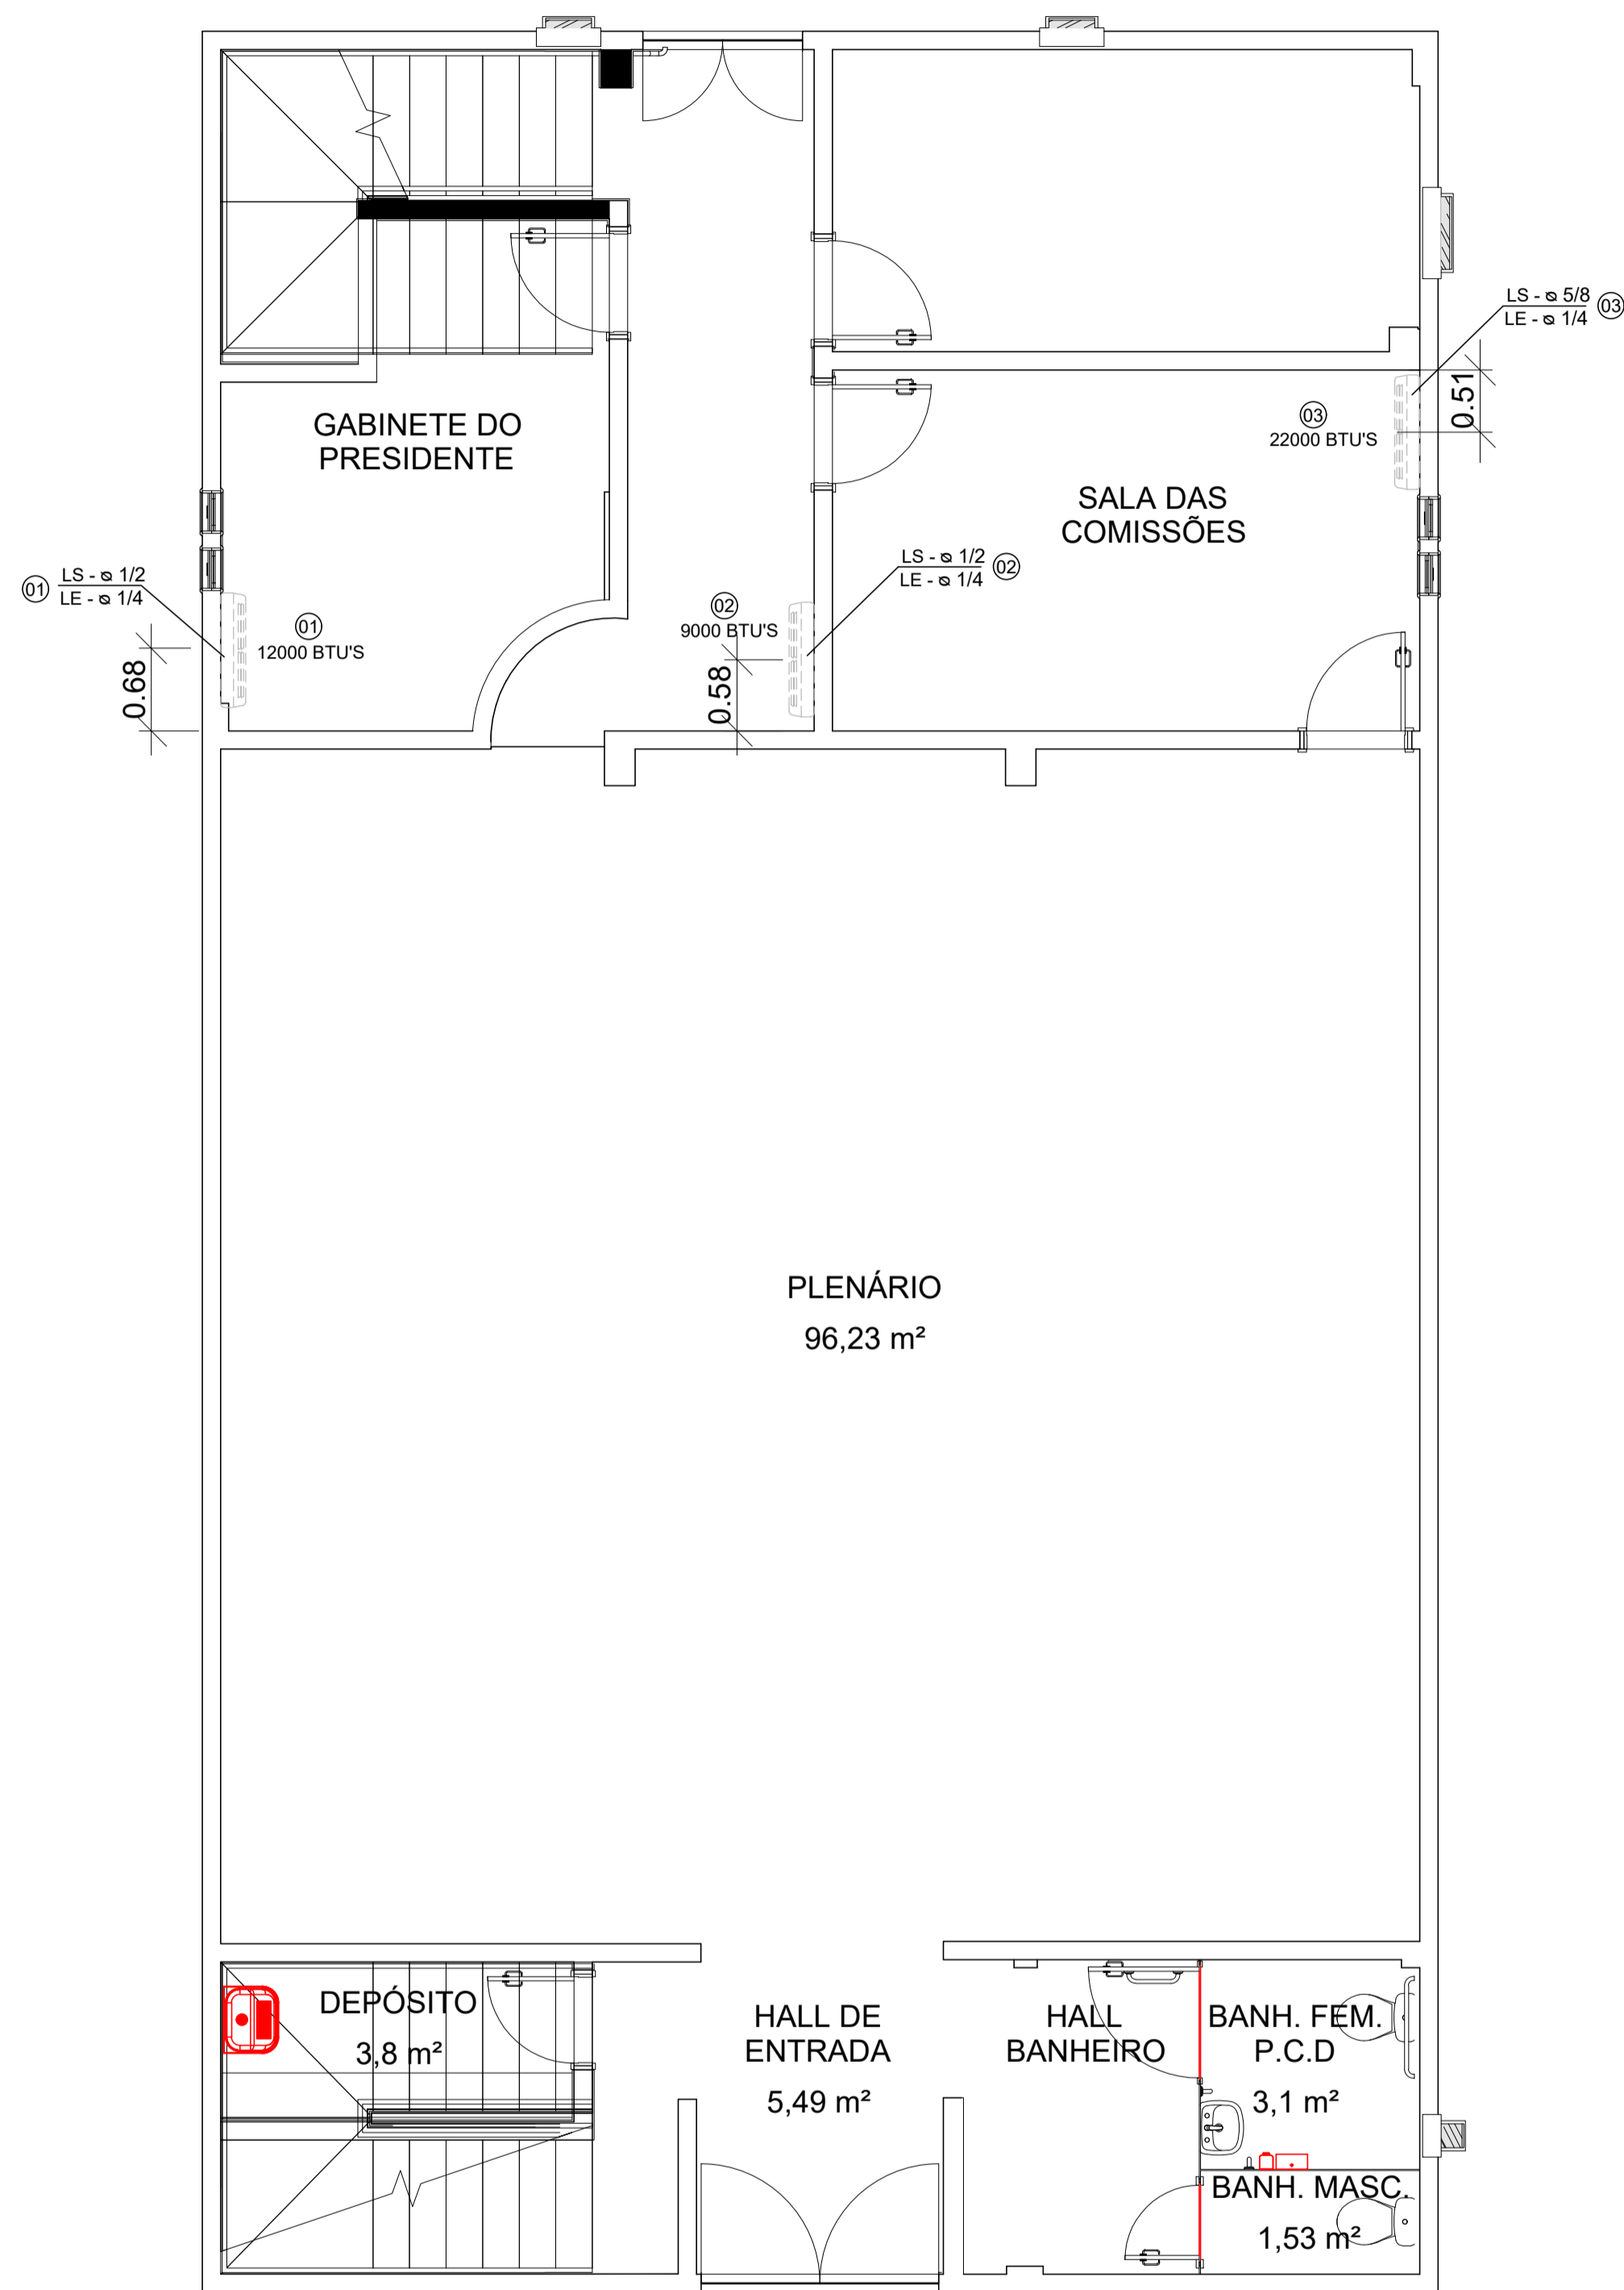 LS - ø 5/8
LE - ø 1/4
03
0.51
GABINETE DO
PRESIDENTE
03
22000 BTU'S
SALA DAS
COMISSÕES
01
LS - ø 1/2
LE - ø 1/4
LS - ø 1/2
LE - ø 1/4
02
01
12000 BTU'S
02
9000 BTU'S
0.68
0.58
PLENÁRIO
96,23 m²
DEPÓSITO
3,8 m²
HALL DE
ENTRADA
5,49 m²
HALL
BANHEIRO
BANH. FEM.
P.C.D
3,1 m²
BANH. MASC.
1,53 m²